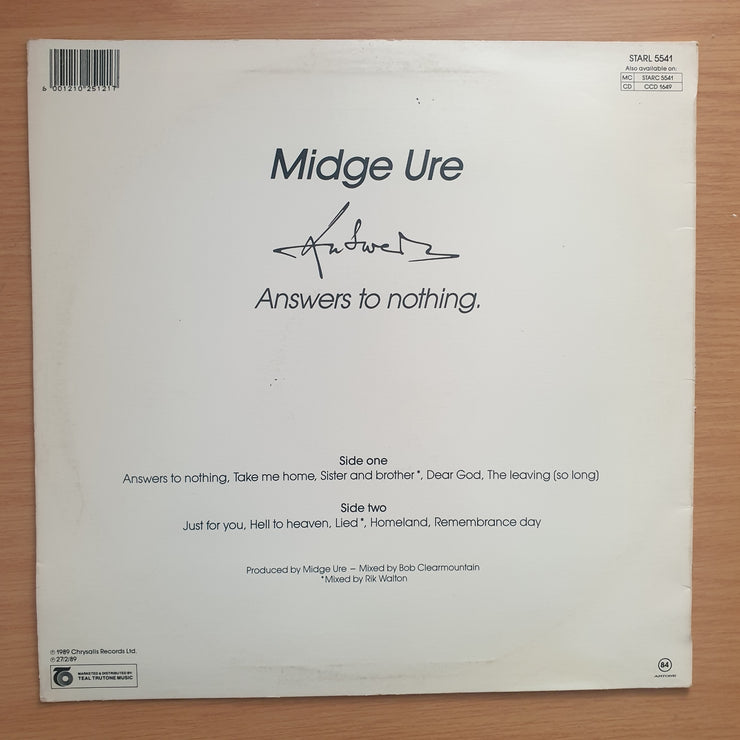 6 001210 251217
STARL 5541
Also available on:
MC STARC 5541
CD CCD 1649
Midge Ure
Answers
Answers to nothing.
Side one
Answers to nothing, Take me home, Sister and brother*, Dear God, The leaving (so long)
Side two
Just for you, Hell to heaven, Lied*, Homeland, Remembrance day
Produced by Midge Ure – Mixed by Bob Clearmountain
*Mixed by Rik Walton
℗ 1989 Chrysalis Records Ltd.
℗ 27/2/89
MARKETED & DISTRIBUTED BY
TEAL TRUTONE MUSIC
84
ARTONE